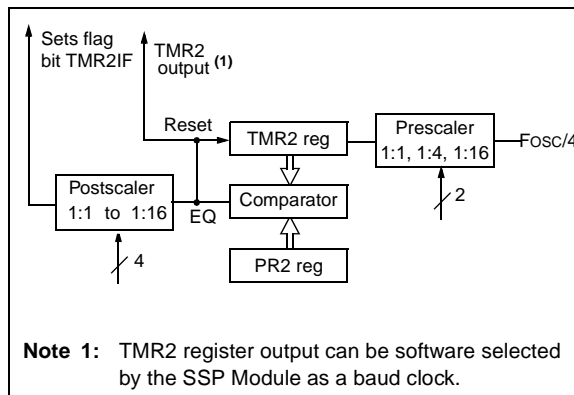 Sets flag
bit TMR2IF
TMR2
output (1)
Reset
TMR2 reg
Prescaler
1:1, 1:4, 1:16
FOSC/4
Postscaler
1:1 to 1:16
EQ
Comparator
2
4
PR2 reg
Note 1: TMR2 register output can be software selected
by the SSP Module as a baud clock.